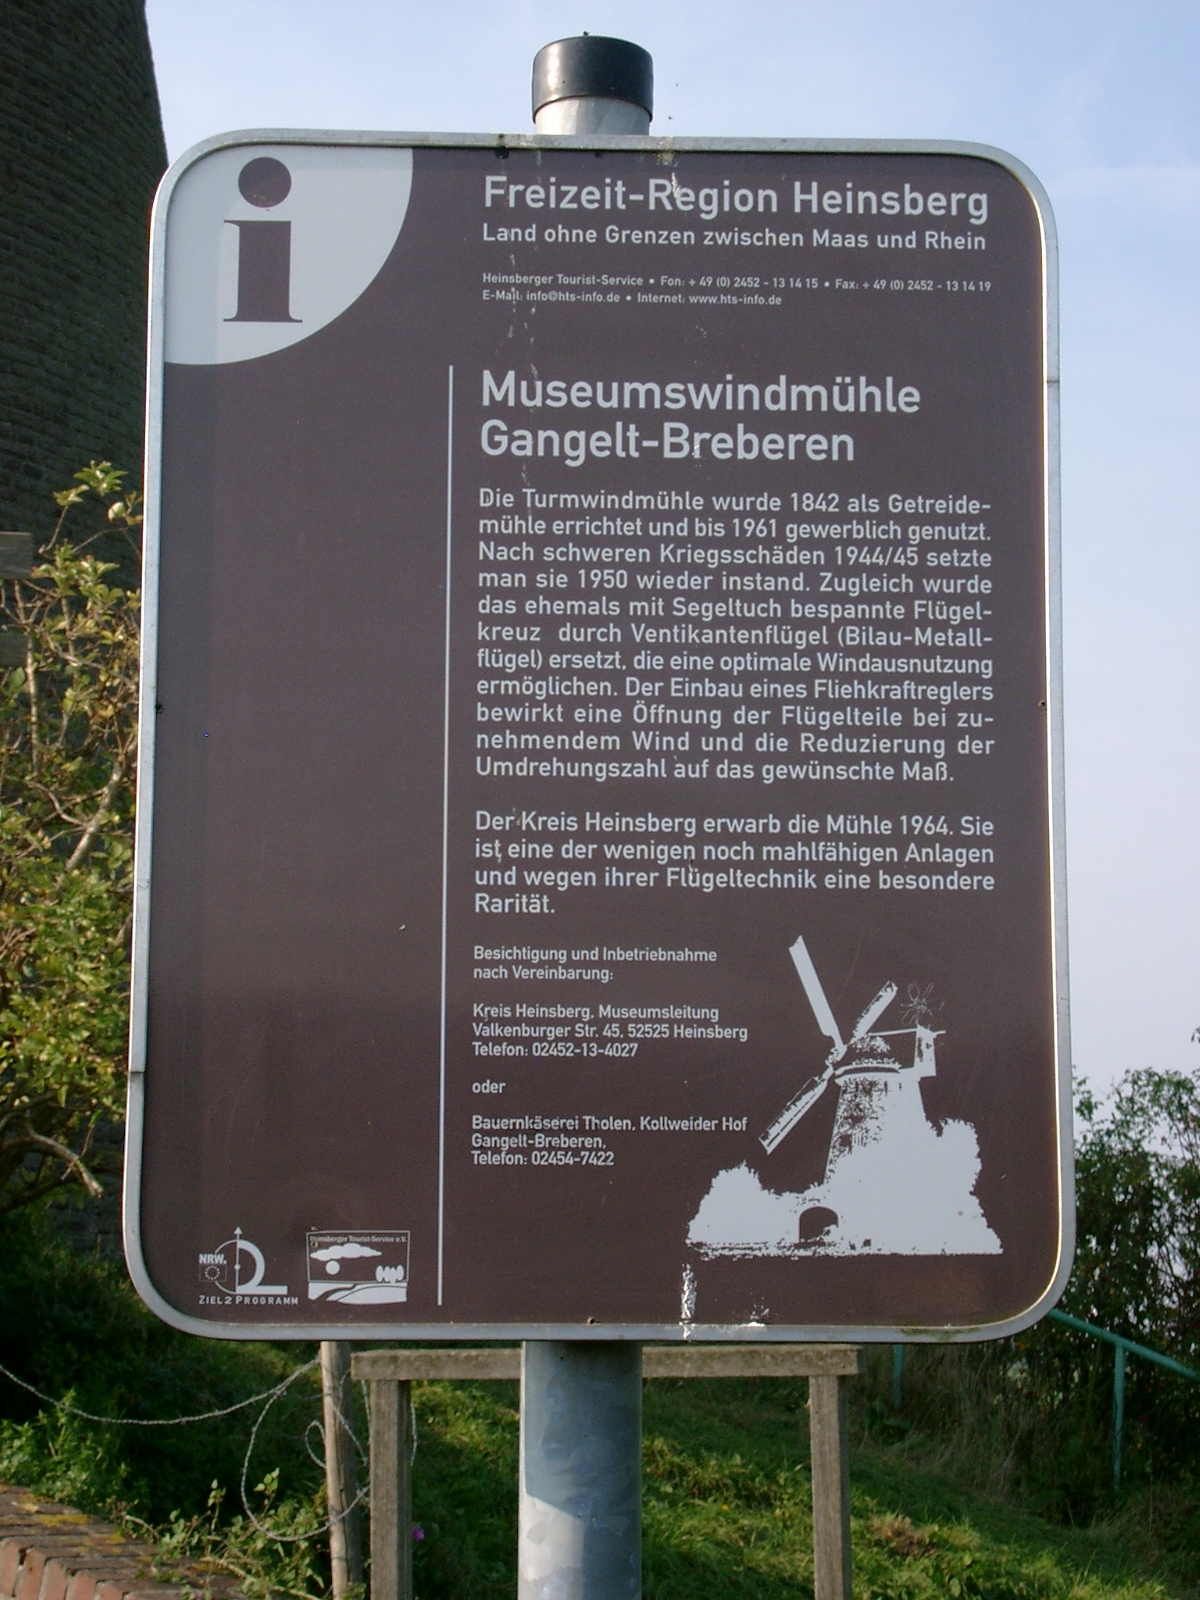 i
Freizeit-Region Heinsberg
Land ohne Grenzen zwischen Maas und Rhein
Heinsberger Tourist-Service • Fon: + 49 (0) 2452 - 13 14 15 • Fax: + 49 (0) 2452 - 13 14 19
E-Mail: info@hts-info.de • Internet: www.hts-info.de
Museumswindmühle
Gangelt-Breberen
Die Turmwindmühle wurde 1842 als Getreide-
mühle errichtet und bis 1961 gewerblich genutzt.
Nach schweren Kriegsschäden 1944/45 setzte
man sie 1950 wieder instand. Zugleich wurde
das ehemals mit Segeltuch bespannte Flügel-
kreuz durch Ventikantenflügel (Bilau-Metall-
flügel) ersetzt, die eine optimale Windausnutzung
ermöglichen. Der Einbau eines Fliehkraftreglers
bewirkt eine Öffnung der Flügelteile bei zu-
nehmendem Wind und die Reduzierung der
Umdrehungszahl auf das gewünschte Maß.
Der Kreis Heinsberg erwarb die Mühle 1964. Sie
ist eine der wenigen noch mahlfähigen Anlagen
und wegen ihrer Flügeltechnik eine besondere
Rarität.
Besichtigung und Inbetriebnahme
nach Vereinbarung:
Kreis Heinsberg, Museumsleitung
Valkenburger Str. 45, 52525 Heinsberg
Telefon: 02452-13-4027
oder
Bauernkäserei Tholen, Kollweider Hof
Gangelt-Breberen,
Telefon: 02454-7422
NRW.
ZIEL 2 PROGRAMM
Heinsberger Tourist-Service e.V.